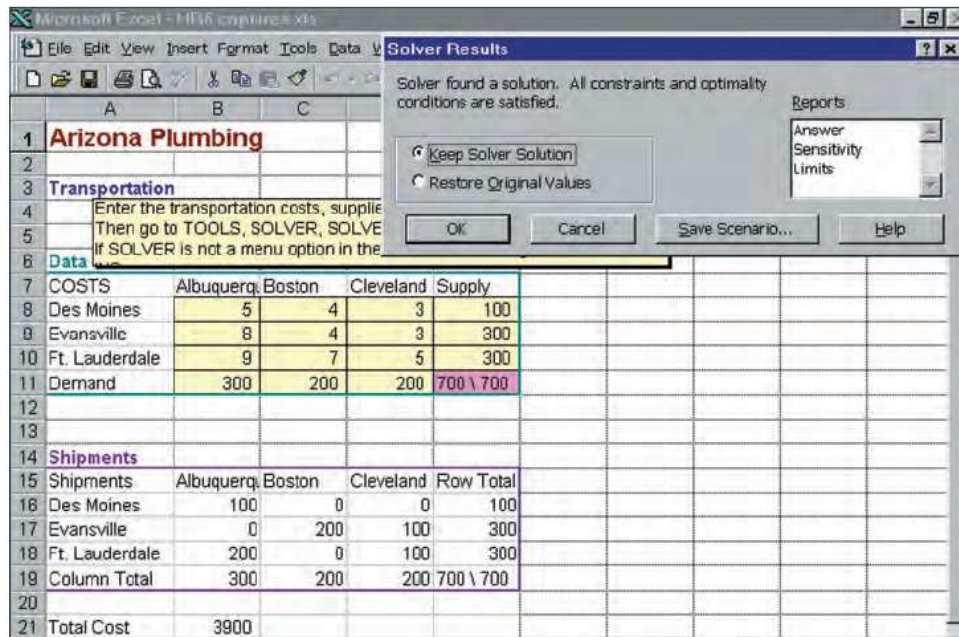 Microsoft Excel - HR6 captures.xls
File Edit View Insert Format Tools Data
Solver Results
Solver found a solution. All constraints and optimality
conditions are satisfied.
Reports
Answer
Sensitivity
Limits
Keep Solver Solution
Restore Original Values
OK Cancel Save Scenario... Help
A B C
1 Arizona Plumbing
2
3 Transportation
4 Enter the transportation costs, supplie
5 Then go to TOOLS, SOLVER, SOLVE
If SOLVER is not a menu option in the
6 Data
7 COSTS Albuquerq Boston Cleveland Supply
8 Des Moines 5 4 3 100
9 Evansville 8 4 3 300
10 Ft. Lauderdale 9 7 5 300
11 Demand 300 200 200 700 \ 700
12
13
14 Shipments
15 Shipments Albuquerq Boston Cleveland Row Total
16 Des Moines 100 0 0 100
17 Evansville 0 200 100 300
18 Ft. Lauderdale 200 0 100 300
19 Column Total 300 200 200 700 \ 700
20
21 Total Cost 3900